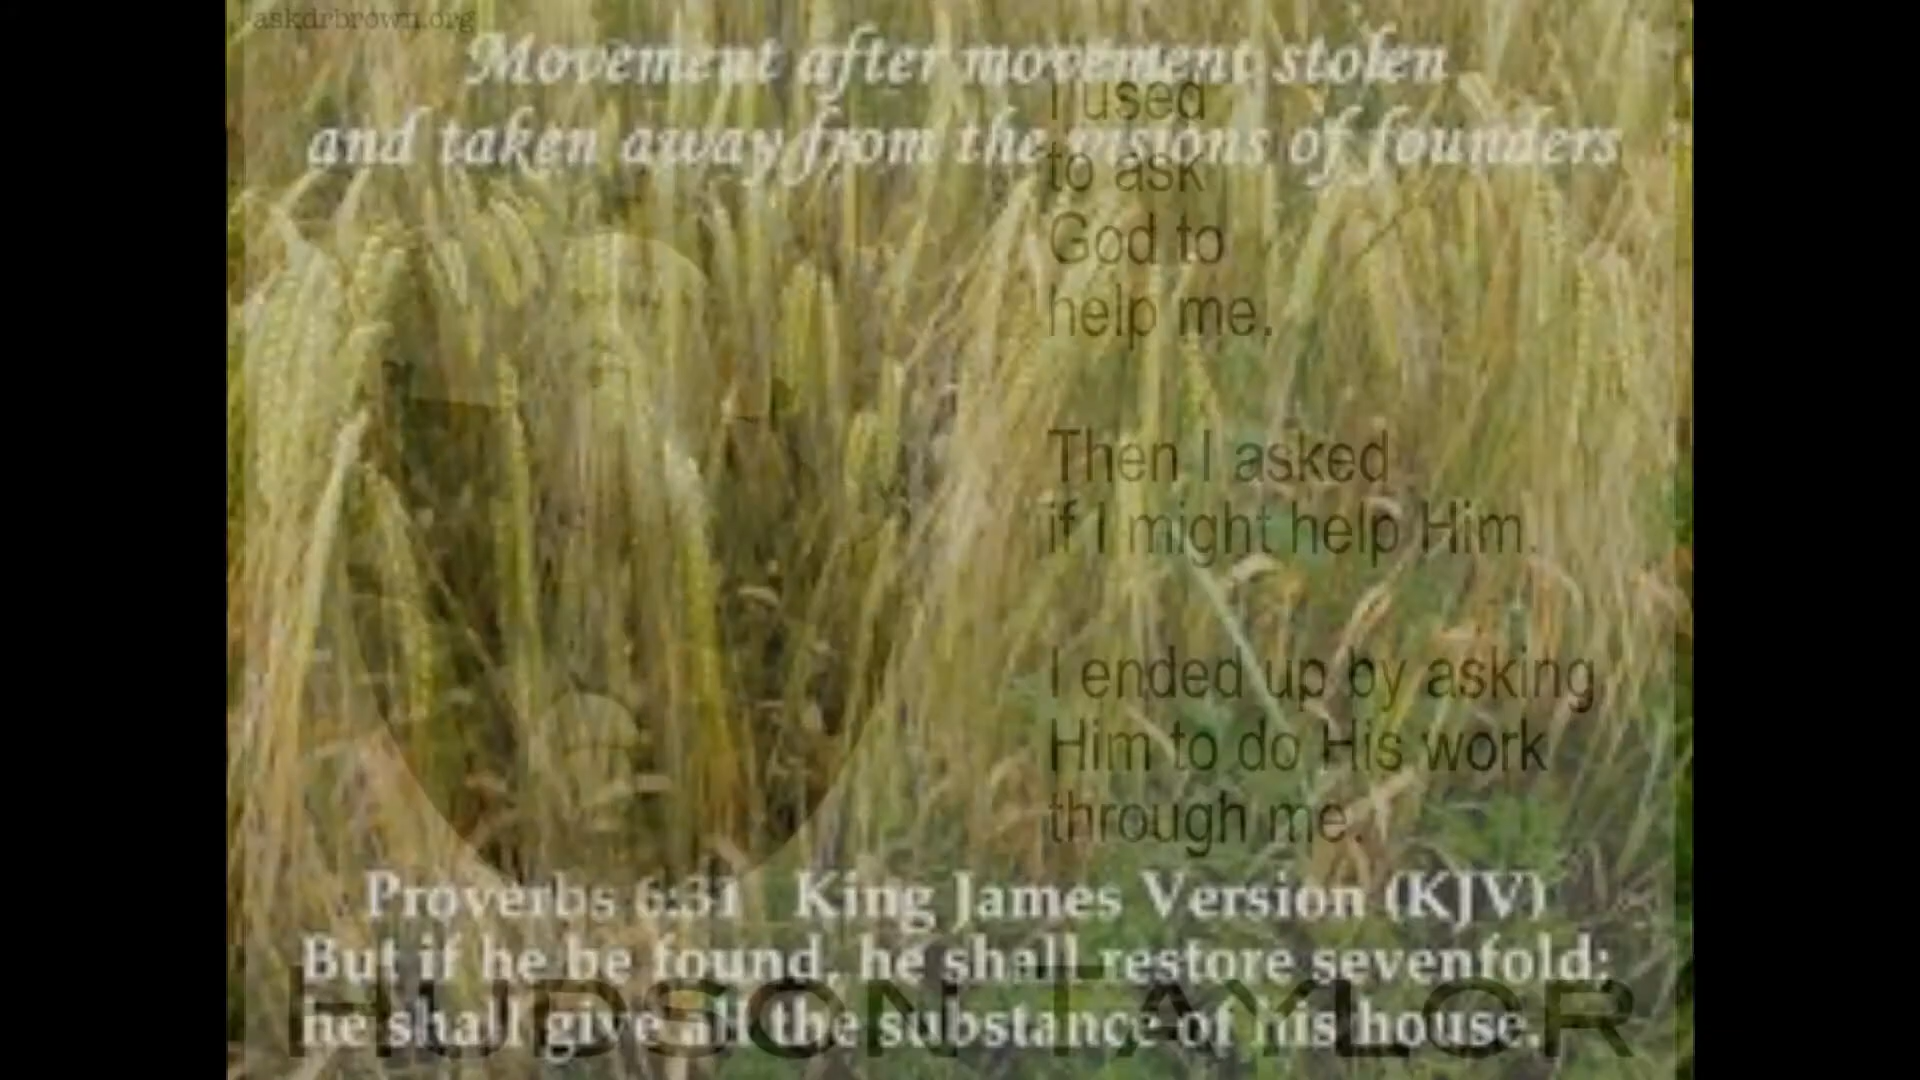 askdrbrown.org
Movement after movement stolen
and taken away from the visions of founders
I used
to ask
God to
help me.
Then I asked
if I might help Him.
I ended up by asking
Him to do His work
through me.
Proverbs 6:31 King James Version (KJV)
But if he be found, he shall restore sevenfold;
he shall give all the substance of his house.
HUDSON TAYLOR